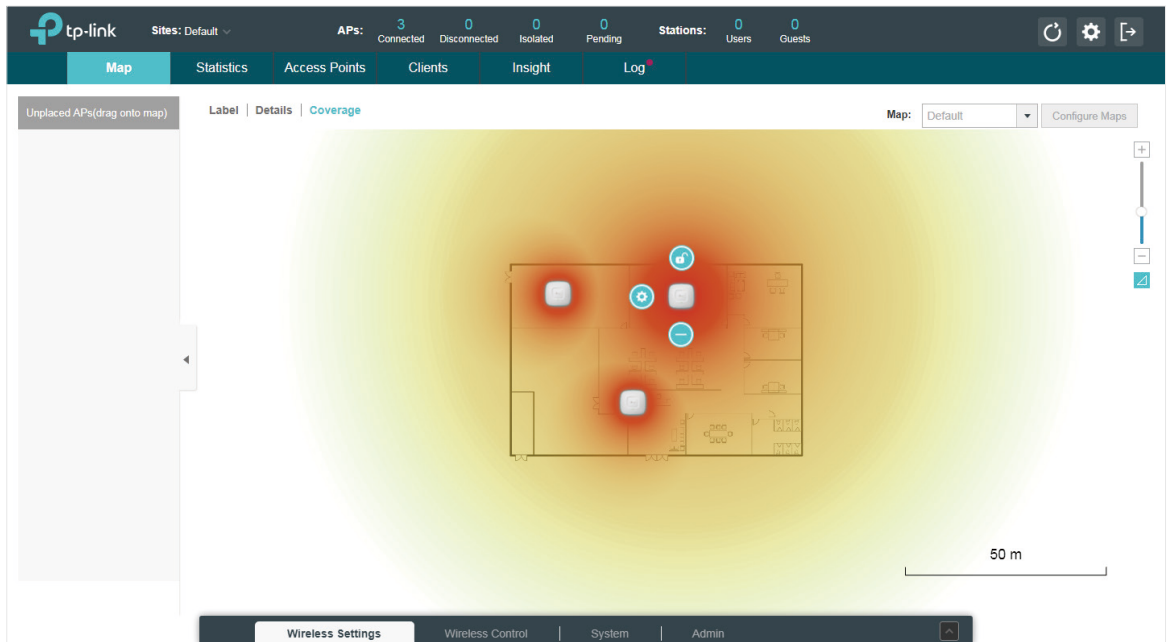 tp-link Sites: Default APs: 3 0 0 0 Stations: 0 0
Connected Disconnected Isolated Pending Users Guests
Map Statistics Access Points Clients Insight Log
Unplaced APs(drag onto map) Label | Details | Coverage Map: Default Configure Maps
50 m
Wireless Settings Wireless Control | System | Admin